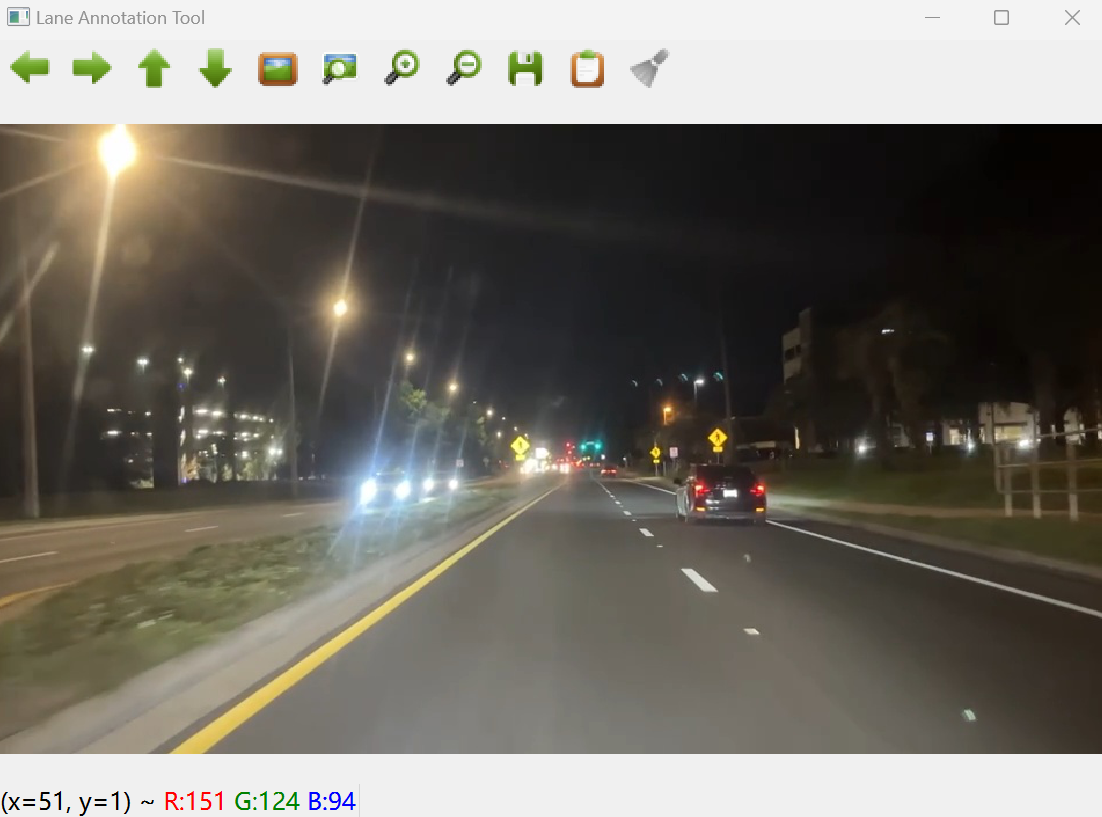 Lane Annotation Tool
(x=51, y=1) ~ R:151 G:124 B:94